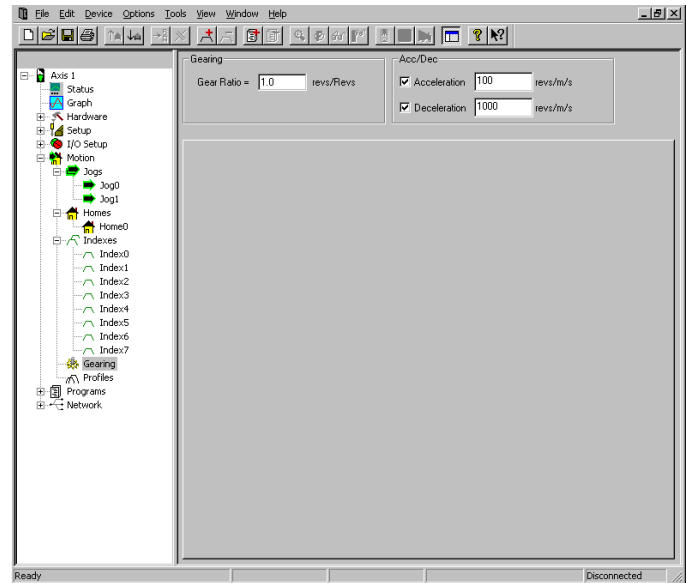 File Edit Device Options Tools View Window Help
Gearing
Gear Ratio = 1.0 revs/Revs
Acc/Dec
Acceleration 100 revs/m/s
Deceleration 1000 revs/m/s
Axis 1
Status
Graph
Hardware
Setup
I/O Setup
Motion
Jogs
Jog0
Jog1
Homes
Home0
Indexes
Index0
Index1
Index2
Index3
Index4
Index5
Index6
Index7
Gearing
Profiles
Programs
Network
Ready
Disconnected